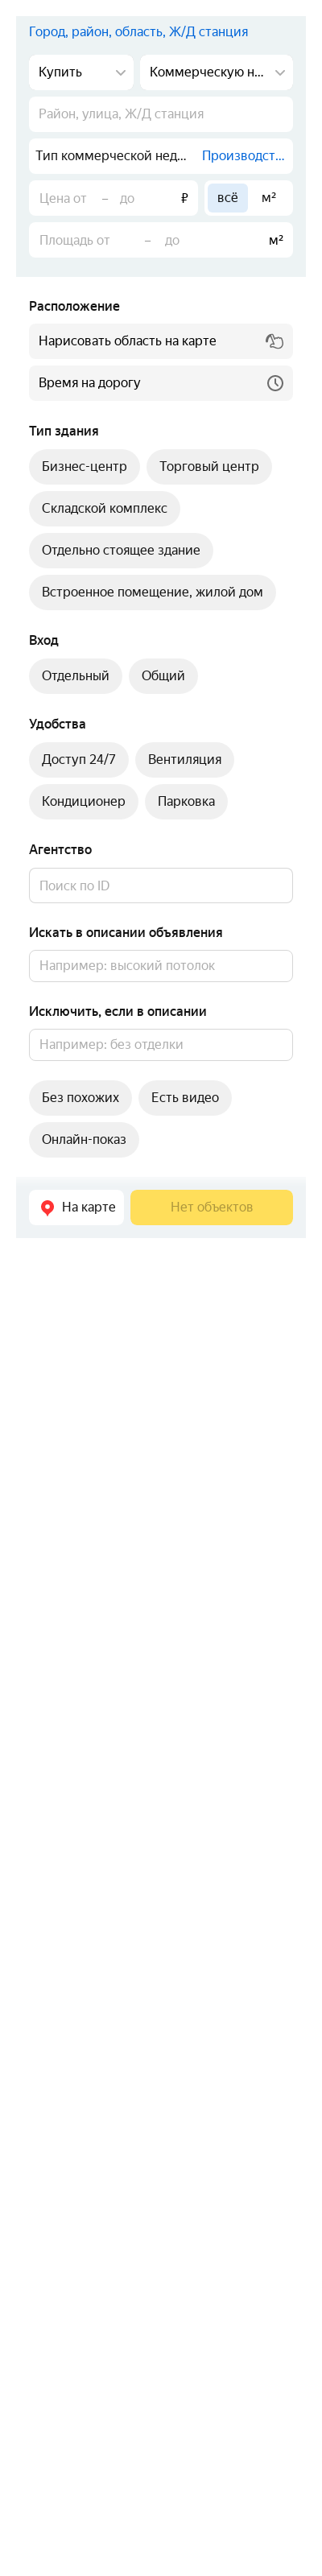 Город, район, область, Ж/Д станция
Купить Коммерческую н...
Район, улица, Ж/Д станция
Тип коммерческой нед... Производст...
Цена от – до ₽ всё м²
Площадь от – до м²
Расположение
Нарисовать область на карте
Время на дорогу
Тип здания
Бизнес-центр Торговый центр
Складской комплекс
Отдельно стоящее здание
Встроенное помещение, жилой дом
Вход
Отдельный Общий
Удобства
Доступ 24/7 Вентиляция
Кондиционер Парковка
Агентство
Поиск по ID
Искать в описании объявления
Например: высокий потолок
Исключить, если в описании
Например: без отделки
Без похожих Есть видео
Онлайн-показ
На карте Нет объектов